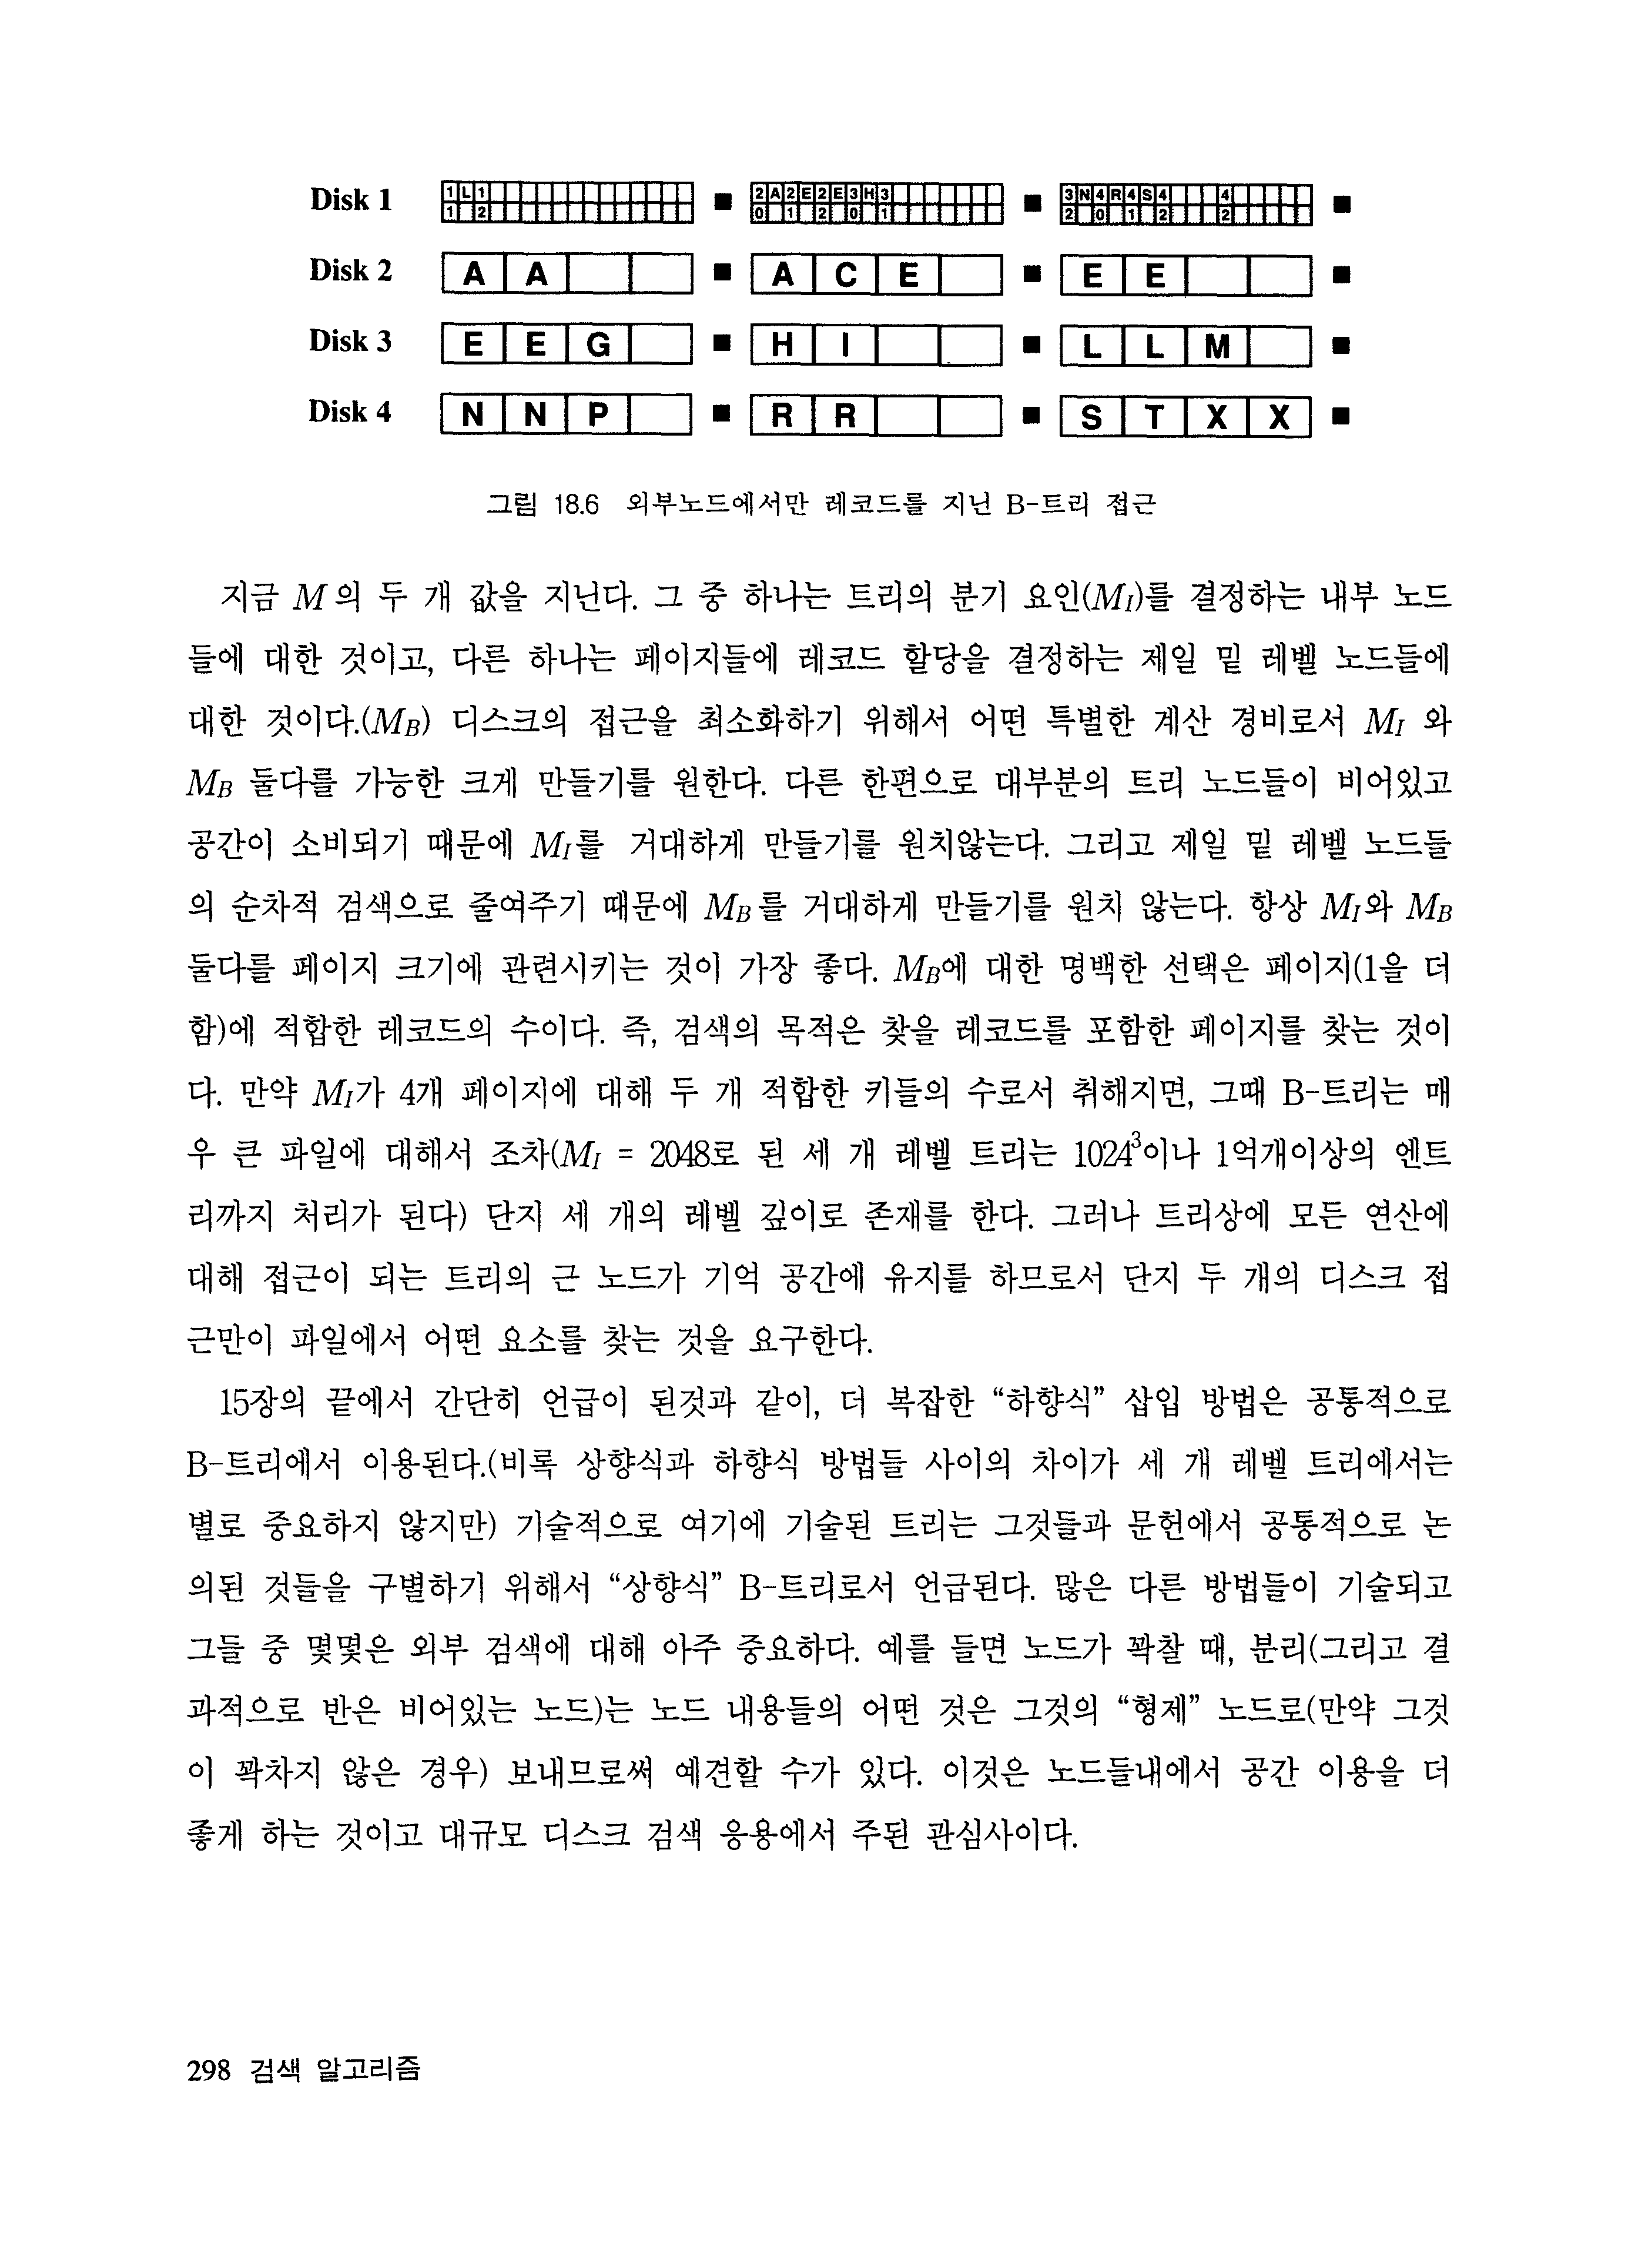 Disk 1 1 L 1 2 A 2 E 2 E 3 H 3 3 N 4 R 4 S 4 4
1 2 0 1 2 0 1 2 0 1 2 2
Disk 2 A A A C E E E
Disk 3 E E G H I L L M
Disk 4 N N P R R S T X X
그림 18.6 외부노드에서만 레코드를 지닌 B-트리 접근
지금 M의 두 개 값을 지닌다. 그 중 하나는 트리의 분기 요인(MI)를 결정하는 내부 노드
들에 대한 것이고, 다른 하나는 페이지들에 레코드 할당을 결정하는 제일 밑 레벨 노드들에
대한 것이다.(MB) 디스크의 접근을 최소화하기 위해서 어떤 특별한 계산 경비로서 MI 와
MB 둘다를 가능한 크게 만들기를 원한다. 다른 한편으로 대부분의 트리 노드들이 비어있고
공간이 소비되기 때문에 MI를 거대하게 만들기를 원치않는다. 그리고 제일 밑 레벨 노드들
의 순차적 검색으로 줄여주기 때문에 MB를 거대하게 만들기를 원치 않는다. 항상 MI와 MB
둘다를 페이지 크기에 관련시키는 것이 가장 좋다. MB에 대한 명백한 선택은 페이지(1을 더
함)에 적합한 레코드의 수이다. 즉, 검색의 목적은 찾을 레코드를 포함한 페이지를 찾는 것이
다. 만약 MI가 4개 페이지에 대해 두 개 적합한 키들의 수로서 취해지면, 그때 B-트리는 매
우 큰 파일에 대해서 조차(MI = 2048로 된 세 개 레벨 트리는 1024³이나 1억개이상의 엔트
리까지 처리가 된다) 단지 세 개의 레벨 깊이로 존재를 한다. 그러나 트리상에 모든 연산에
대해 접근이 되는 트리의 근 노드가 기억 공간에 유지를 하므로서 단지 두 개의 디스크 접
근만이 파일에서 어떤 요소를 찾는 것을 요구한다.
15장의 끝에서 간단히 언급이 된것과 같이, 더 복잡한 “하향식” 삽입 방법은 공통적으로
B-트리에서 이용된다.(비록 상향식과 하향식 방법들 사이의 차이가 세 개 레벨 트리에서는
별로 중요하지 않지만) 기술적으로 여기에 기술된 트리는 그것들과 문헌에서 공통적으로 논
의된 것들을 구별하기 위해서 “상향식” B-트리로서 언급된다. 많은 다른 방법들이 기술되고
그들 중 몇몇은 외부 검색에 대해 아주 중요하다. 예를 들면 노드가 꽉찰 때, 분리(그리고 결
과적으로 반은 비어있는 노드)는 노드 내용들의 어떤 것은 그것의 “형제” 노드로(만약 그것
이 꽉차지 않은 경우) 보내므로써 예견할 수가 있다. 이것은 노드들내에서 공간 이용을 더
좋게 하는 것이고 대규모 디스크 검색 응용에서 주된 관심사이다.
298 검색 알고리즘